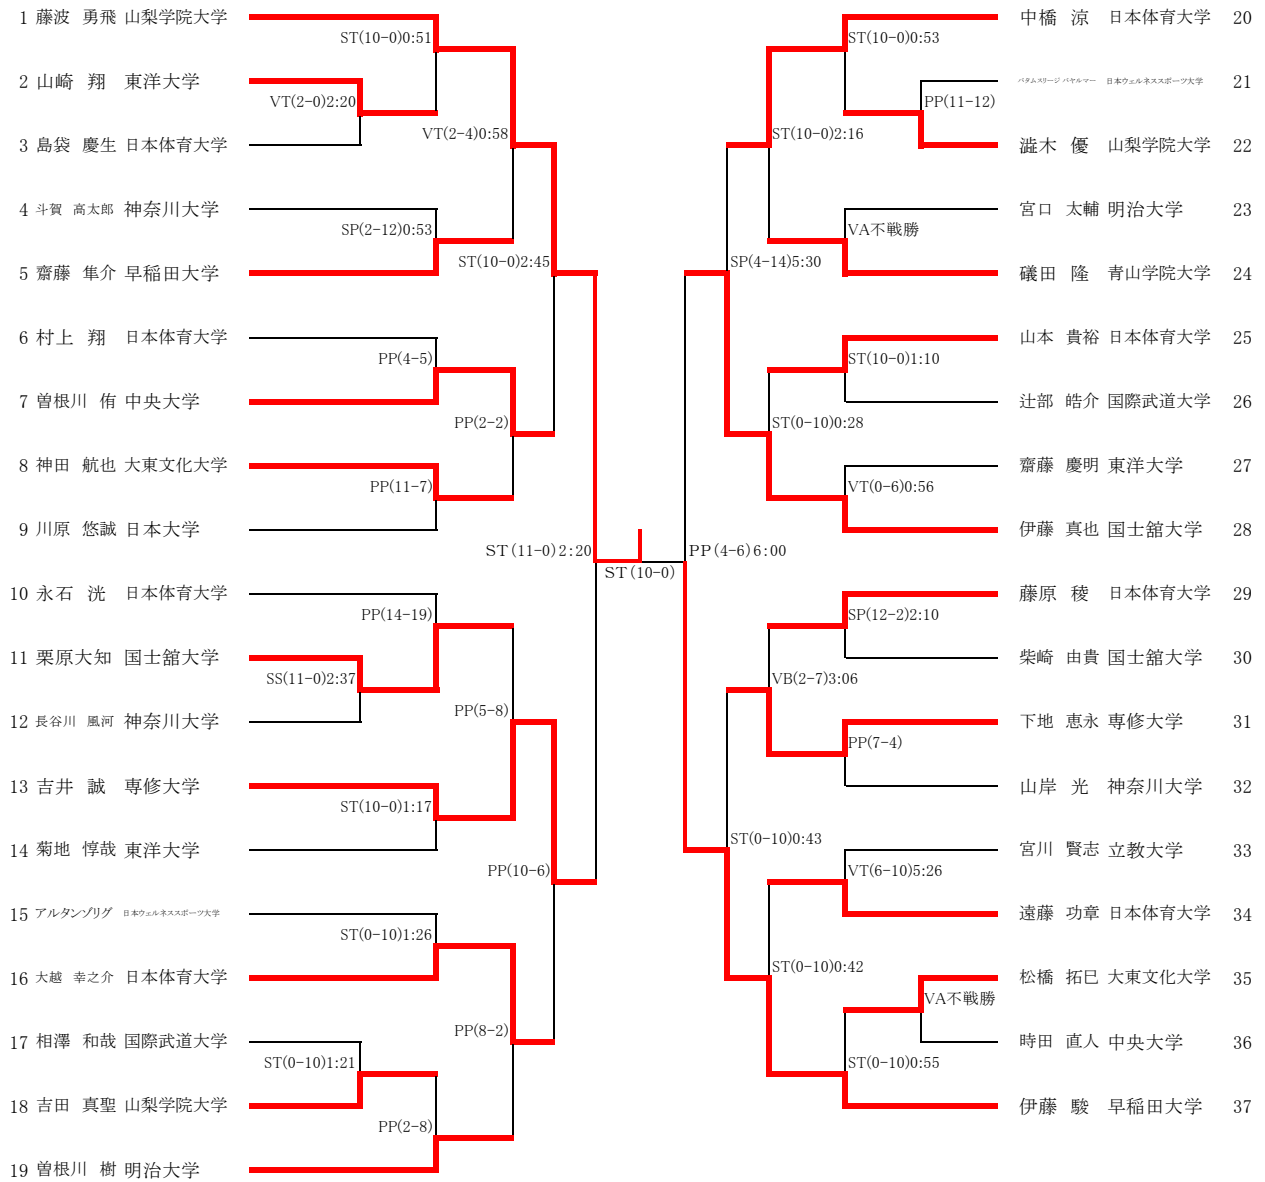 1 藤波 勇飛 山梨学院大学
ST(10-0)0:51
2 山崎 翔 東洋大学
VT(2-0)2:20
3 島袋 慶生 日本体育大学
VT(2-4)0:58
4 斗賀 高太郎 神奈川大学
SP(2-12)0:53
5 齋藤 隼介 早稲田大学
ST(10-0)2:45
6 村上 翔 日本体育大学
PP(4-5)
7 曽根川 侑 中央大学
PP(2-2)
8 神田 航也 大東文化大学
PP(11-7)
9 川原 悠誠 日本大学
ST(11-0)2:20
10 永石 洸 日本体育大学
PP(14-19)
11 栗原大知 国士舘大学
SS(11-0)2:37
12 長谷川 風河 神奈川大学
PP(5-8)
13 吉井 誠 専修大学
ST(10-0)1:17
14 菊地 惇哉 東洋大学
PP(10-6)
15 アルタンゾリグ 日本ウェルネススポーツ大学
ST(0-10)1:26
16 大越 幸之介 日本体育大学
PP(8-2)
17 相澤 和哉 国際武道大学
ST(0-10)1:21
18 吉田 真聖 山梨学院大学
PP(2-8)
19 曽根川 樹 明治大学
ST(10-0)
中橋 涼 日本体育大学 20
ST(10-0)0:53
バタムスリージ バヤルマー 日本ウェルネススポーツ大学 21
PP(11-12)
ST(10-0)2:16
澁木 優 山梨学院大学 22
宮口 太輔 明治大学 23
VA不戦勝
SP(4-14)5:30
礒田 隆 青山学院大学 24
山本 貴裕 日本体育大学 25
ST(10-0)1:10
辻部 皓介 国際武道大学 26
ST(0-10)0:28
齋藤 慶明 東洋大学 27
VT(0-6)0:56
伊藤 真也 国士舘大学 28
PP(4-6)6:00
藤原 稜 日本体育大学 29
SP(12-2)2:10
柴崎 由貴 国士舘大学 30
VB(2-7)3:06
下地 恵永 専修大学 31
PP(7-4)
山岸 光 神奈川大学 32
ST(0-10)0:43
宮川 賢志 立教大学 33
VT(6-10)5:26
遠藤 功章 日本体育大学 34
ST(0-10)0:42
松橋 拓巳 大東文化大学 35
VA不戦勝
時田 直人 中央大学 36
ST(0-10)0:55
伊藤 駿 早稲田大学 37